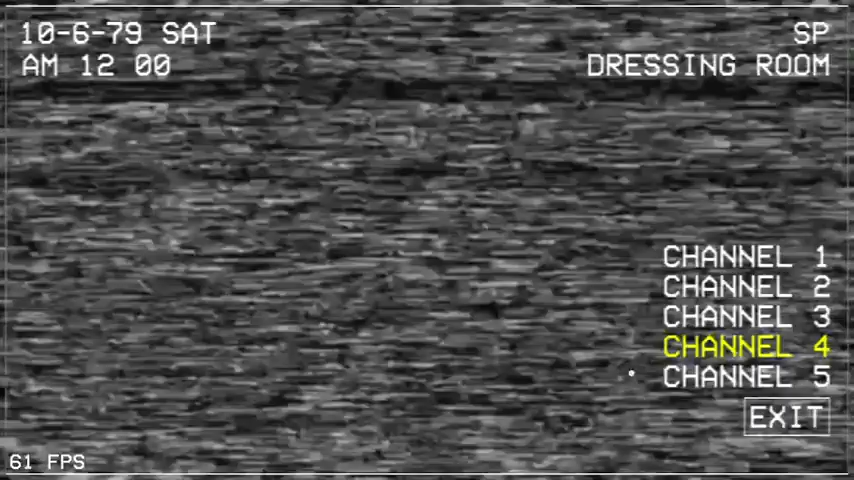 10-6-79 SAT
AM 12 00
SP
DRESSING ROOM
CHANNEL 1
CHANNEL 2
CHANNEL 3
CHANNEL 4
CHANNEL 5
EXIT
61 FPS